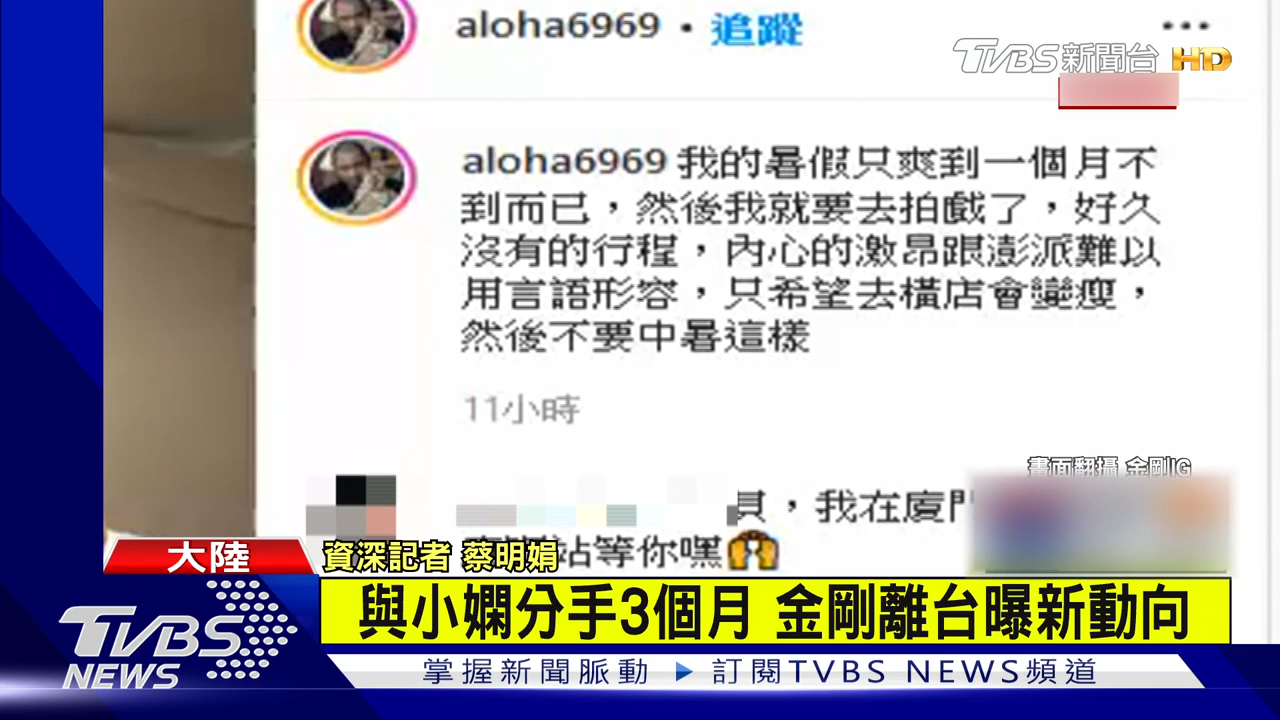 aloha6969 • 追蹤
TVBS新聞台 HD
aloha6969 我的暑假只爽到一個月不
到而已，然後我就要去拍戲了，好久
沒有的行程，內心的激昂跟澎派難以
用言語形容，只希望去橫店會變瘦，
然後不要中暑這樣
11小時
畫面翻攝 金剛IG
，我在廈門
站等你嘿
大陸
資深記者 蔡明娟
與小嫻分手3個月 金剛離台曝新動向
TVBS NEWS
掌握新聞脈動 ▶ 訂閱TVBS NEWS頻道